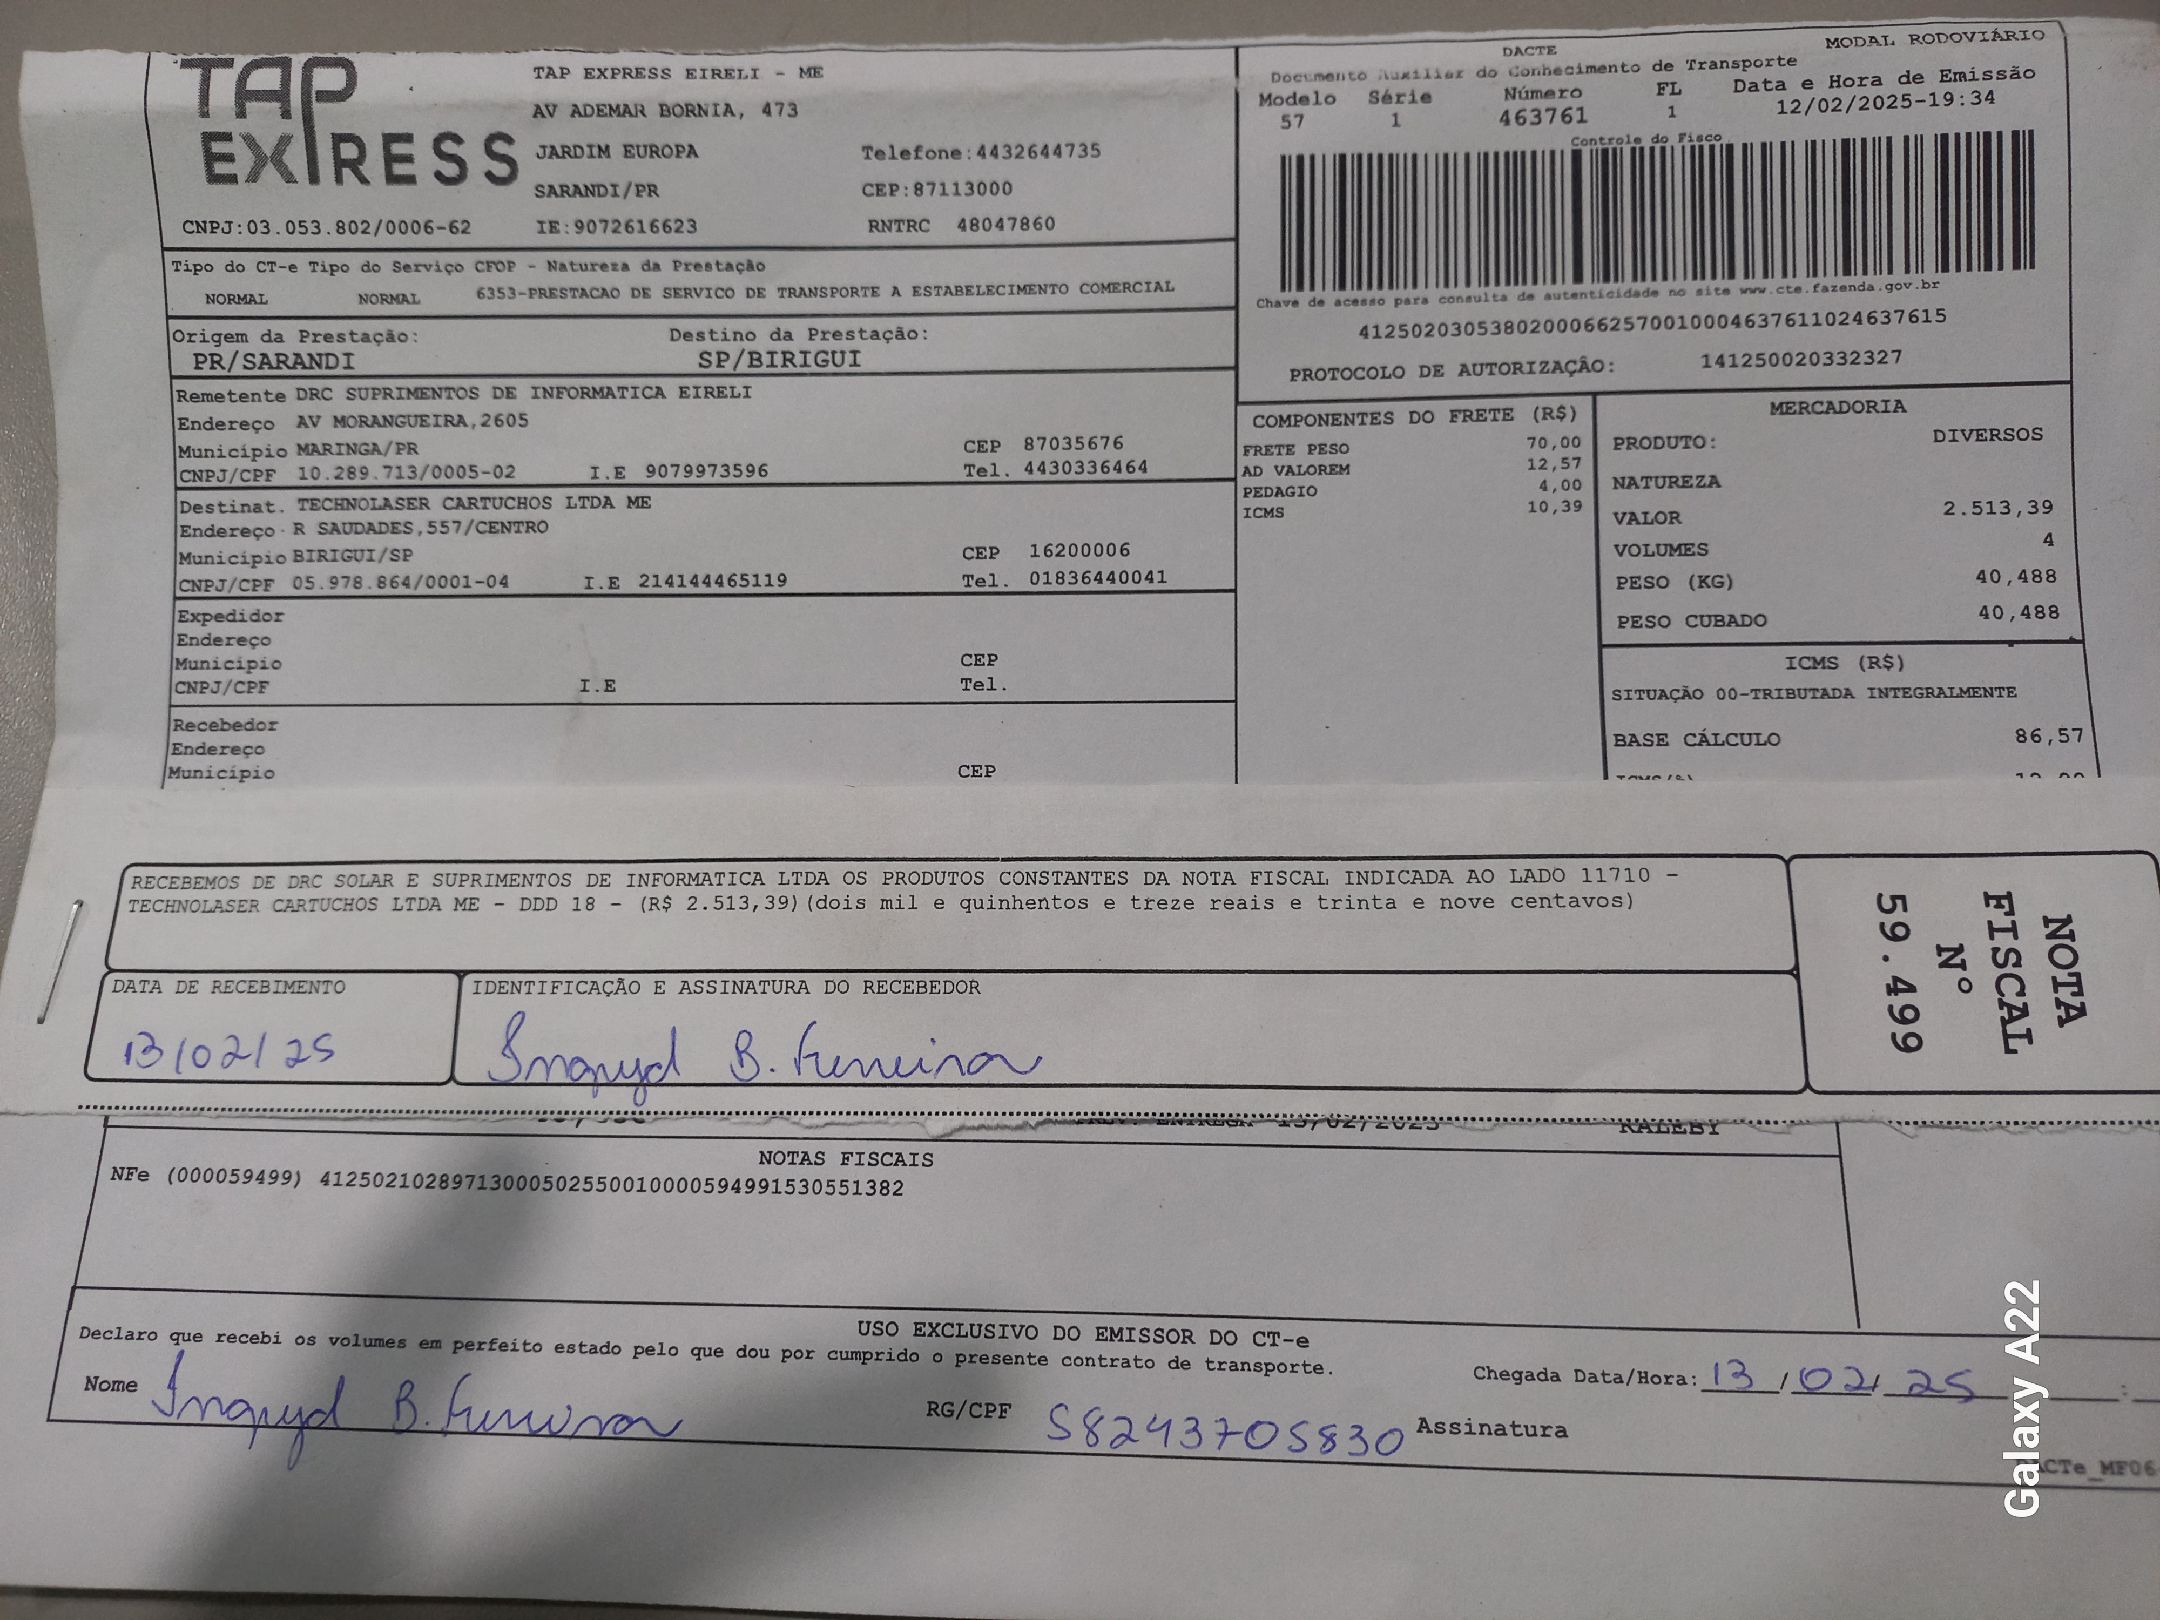 TAP EXPRESS
TAP EXPRESS EIRELI - ME
AV ADEMAR BORNIA, 473
JARDIM EUROPA Telefone:4432644735
SARANDI/PR CEP:87113000
CNPJ:03.053.802/0006-62 IE:9072616623 RNTRC 48047860
MODAL RODOVIÁRIO
DACTE
Documento Auxiliar do Conhecimento de Transporte
Modelo Série Número FL Data e Hora de Emissão
57 1 463761 1 12/02/2025-19:34
Controle do Fisco
Chave de acesso para consulta de autenticidade no site www.cte.fazenda.gov.br
41250203053802000662570010004637611024637615
PROTOCOLO DE AUTORIZAÇÃO: 141250020332327
Tipo do CT-e Tipo do Serviço CFOP - Natureza da Prestação
NORMAL NORMAL 6353-PRESTACAO DE SERVICO DE TRANSPORTE A ESTABELECIMENTO COMERCIAL
Origem da Prestação: Destino da Prestação:
PR/SARANDI SP/BIRIGUI
Remetente DRC SUPRIMENTOS DE INFORMATICA EIRELI
Endereço AV MORANGUEIRA,2605
Município MARINGA/PR CEP 87035676
CNPJ/CPF 10.289.713/0005-02 I.E 9079973596 Tel. 4430336464
Destinat. TECHNOLASER CARTUCHOS LTDA ME
Endereço R SAUDADES,557/CENTRO
Município BIRIGUI/SP CEP 16200006
CNPJ/CPF 05.978.864/0001-04 I.E 214144465119 Tel. 01836440041
Expedidor
Endereço
Município CEP
CNPJ/CPF I.E Tel.
Recebedor
Endereço
Município CEP
COMPONENTES DO FRETE (R$)
FRETE PESO 70,00
AD VALOREM 12,57
PEDAGIO 4,00
ICMS 10,39
MERCADORIA
PRODUTO: DIVERSOS
NATUREZA
VALOR 2.513,39
VOLUMES 4
PESO (KG) 40,488
PESO CUBADO 40,488
ICMS (R$)
SITUAÇÃO 00-TRIBUTADA INTEGRALMENTE
BASE CÁLCULO 86,57
RECEBEMOS DE DRC SOLAR E SUPRIMENTOS DE INFORMATICA LTDA OS PRODUTOS CONSTANTES DA NOTA FISCAL INDICADA AO LADO 11710 -
TECHNOLASER CARTUCHOS LTDA ME - DDD 18 - (R$ 2.513,39)(dois mil e quinhentos e treze reais e trinta e nove centavos)
DATA DE RECEBIMENTO IDENTIFICAÇÃO E ASSINATURA DO RECEBEDOR
13/02/25 B. Ferreira
NOTA
FISCAL
Nº
59.499
PREV. ENTREGA 13/02/2025 KALEBY
NOTAS FISCAIS
NFe (000059499) 41250210289713000502550010000594991530551382
USO EXCLUSIVO DO EMISSOR DO CT-e
Declaro que recebi os volumes em perfeito estado pelo que dou por cumprido o presente contrato de transporte.
Chegada Data/Hora: 13/02/25 :
Nome B. Ferreira RG/CPF 58243705830 Assinatura
Galaxy A22